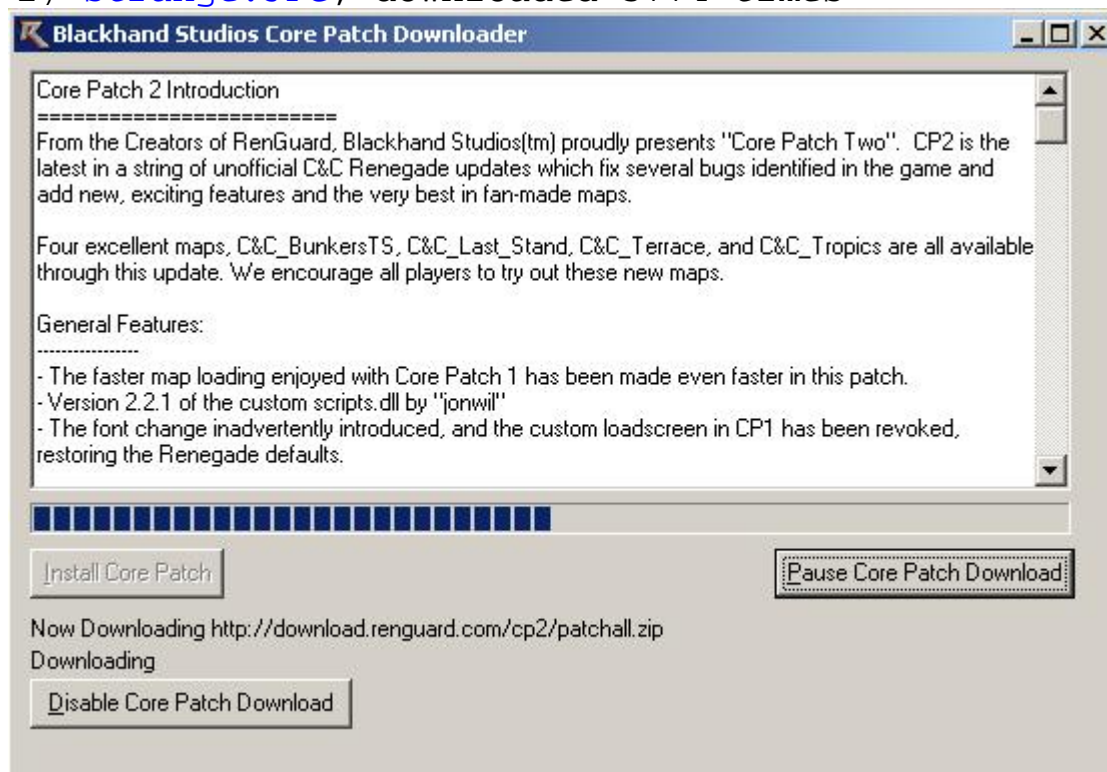 Blackhand Studios Core Patch Downloader
Core Patch 2 Introduction
=========================
From the Creators of RenGuard, Blackhand Studios(tm) proudly presents "Core Patch Two". CP2 is the
latest in a string of unofficial C&C Renegade updates which fix several bugs identified in the game and
add new, exciting features and the very best in fan-made maps.
Four excellent maps, C&C_BunkersTS, C&C_Last_Stand, C&C_Terrace, and C&C_Tropics are all available
through this update. We encourage all players to try out these new maps.
General Features:
-----------------
- The faster map loading enjoyed with Core Patch 1 has been made even faster in this patch.
- Version 2.2.1 of the custom scripts.dll by "jonwil"
- The font change inadvertently introduced, and the custom loadscreen in CP1 has been revoked,
restoring the Renegade defaults.
Install Core Patch
Pause Core Patch Download
Now Downloading http://download.renguard.com/cp2/patchall.zip
Downloading
Disable Core Patch Download